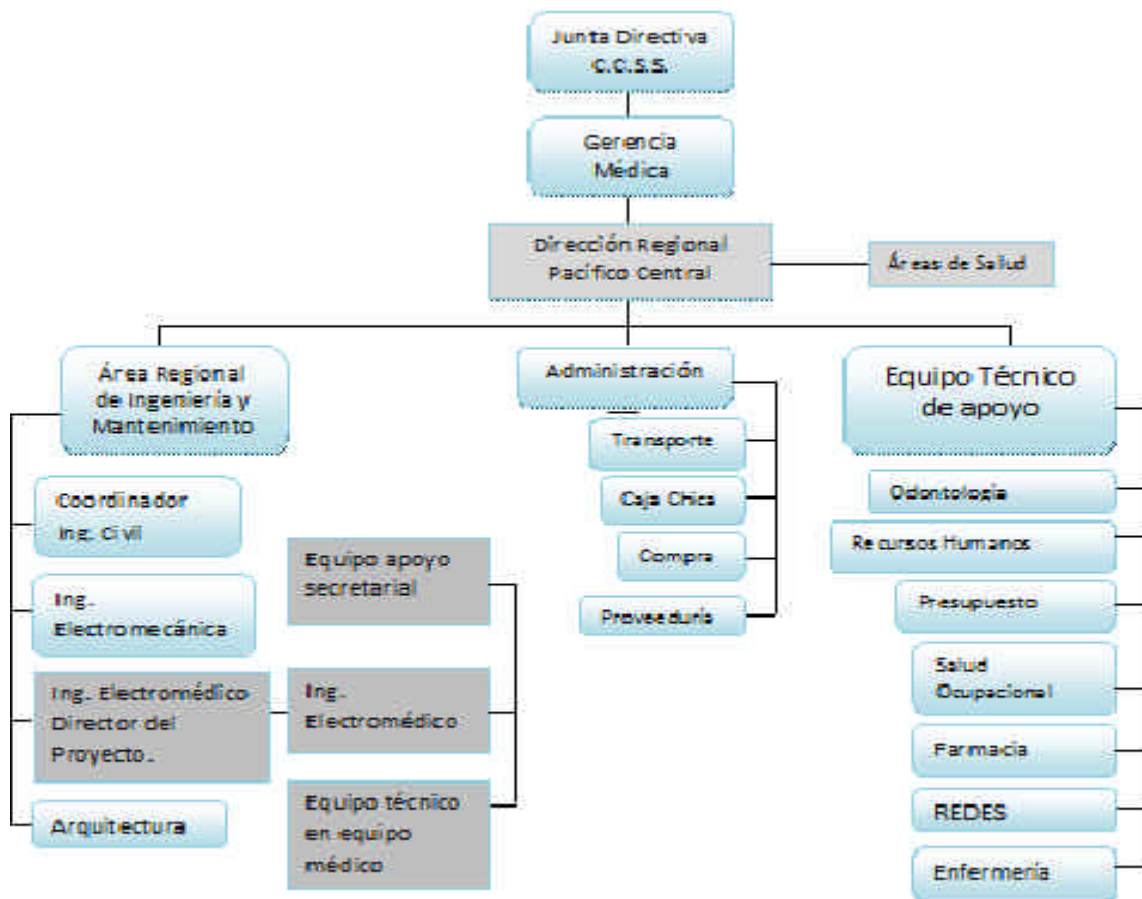 Junta Directiva
C.C.S.S.
Gerencia
Médica
Dirección Regional
Pacífico Central
Áreas de Salud
Área Regional
de Ingeniería y
Mantenimiento
Coordinador
Ing. Civil
Ing.
Electromecánica
Ing. Electromédico
Director del
Proyecto.
Arquitectura
Equipo apoyo
secretarial
Ing.
Electromédico
Equipo técnico
en equipo
médico
Administración
Transporte
Caja Chica
Compra
Proveeduría
Equipo Técnico
de apoyo
Odontología
Recursos Humanos
Presupuesto
Salud
Ocupacional
Farmacia
REDES
Enfermería